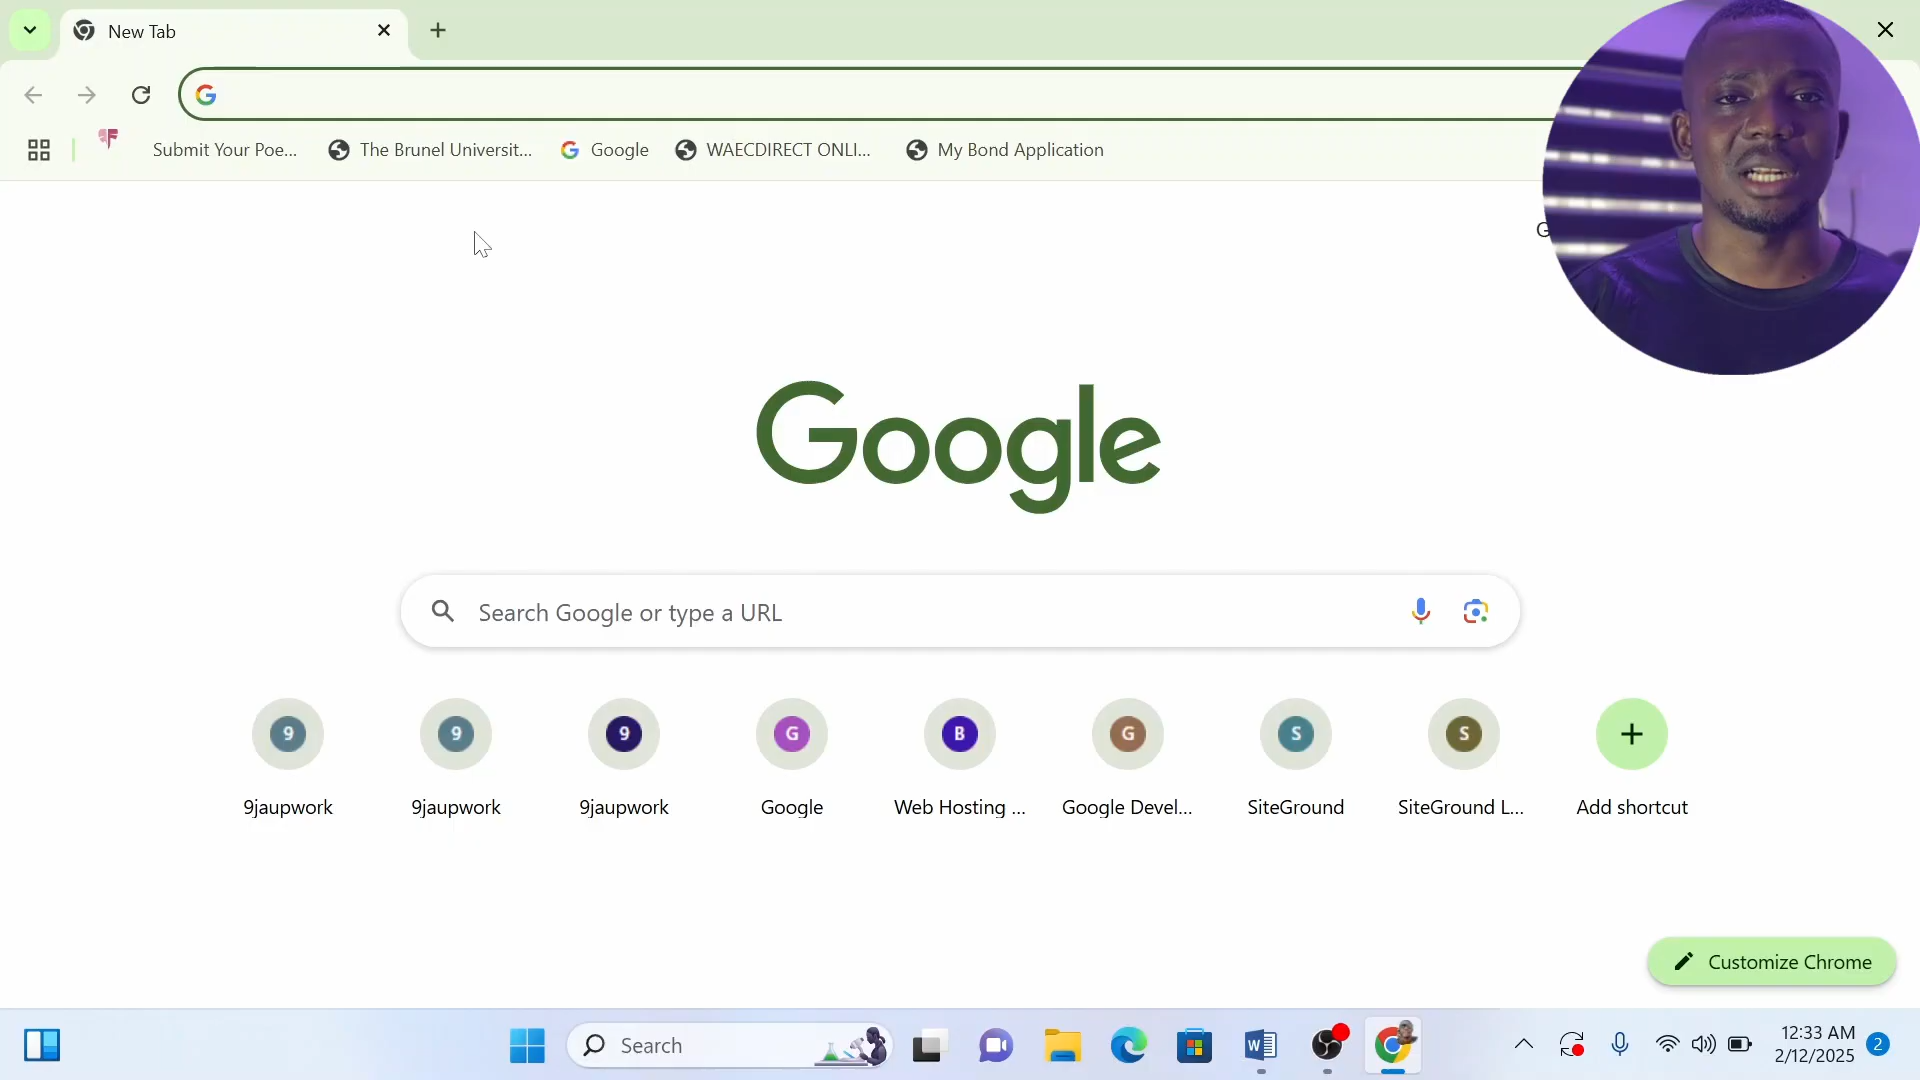 New Tab
Submit Your Poe...
The Brunel Universit...
Google
WAECDIRECT ONLI...
My Bond Application
G
Google
Search Google or type a URL
9
9
9
G
B
G
S
S
9jaupwork
9jaupwork
9jaupwork
Google
Web Hosting ...
Google Devel...
SiteGround
SiteGround L...
Add shortcut
Customize Chrome
Search
12:33 AM
2/12/2025
2